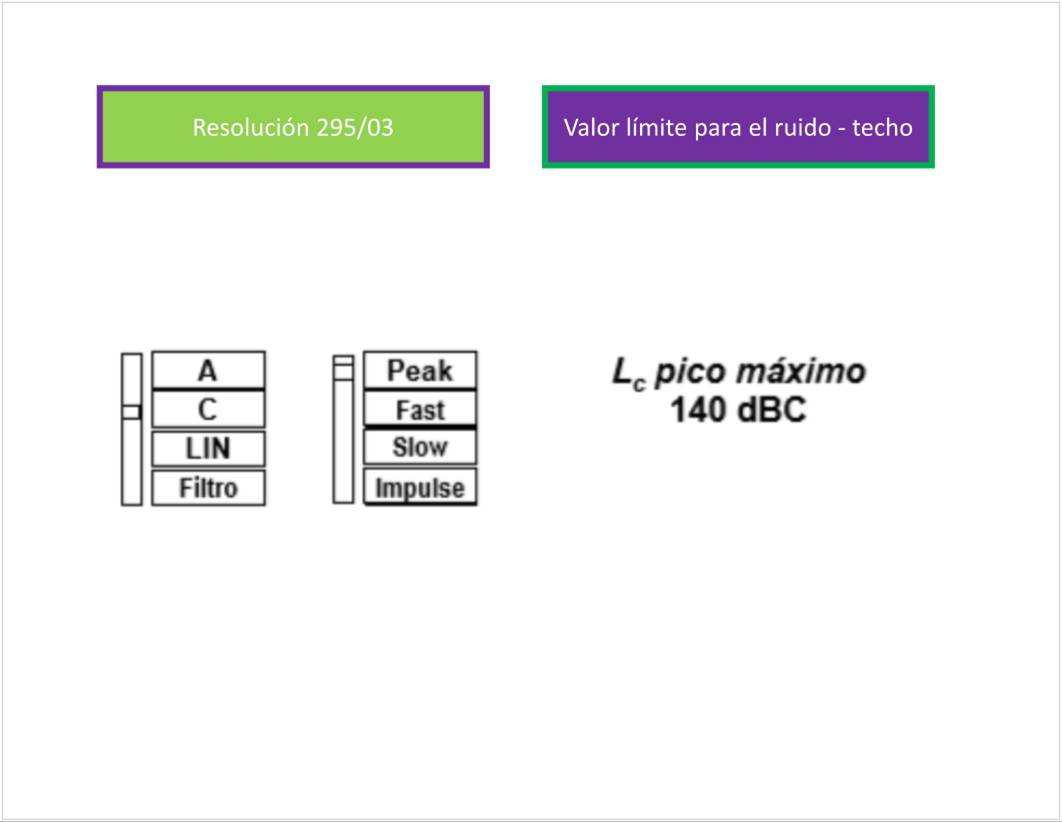 Resolución 295/03
Valor límite para el ruido - techo
A
C
LIN
Filtro
Peak
Fast
Slow
Impulse
Lc pico máximo
140 dBC